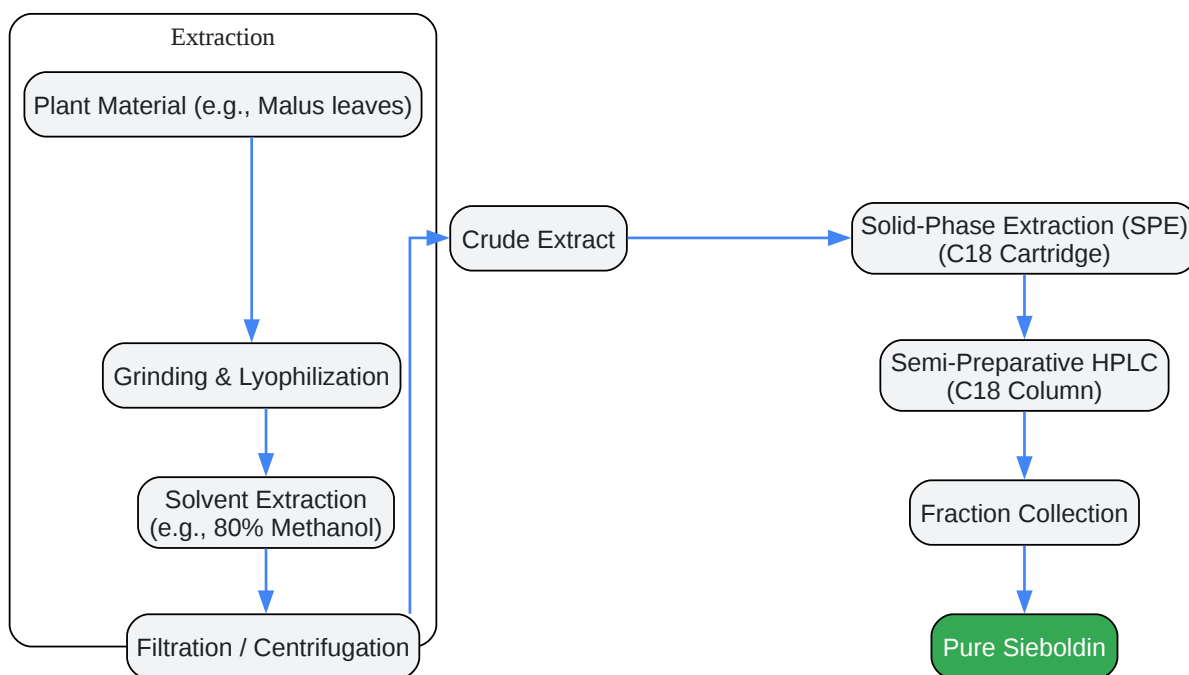 Extraction
Plant Material (e.g., Malus leaves)
Grinding & Lyophilization
Solvent Extraction
(e.g., 80% Methanol)
Filtration / Centrifugation
Crude Extract
Solid-Phase Extraction (SPE)
(C18 Cartridge)
Semi-Preparative HPLC
(C18 Column)
Fraction Collection
Pure Sieboldin